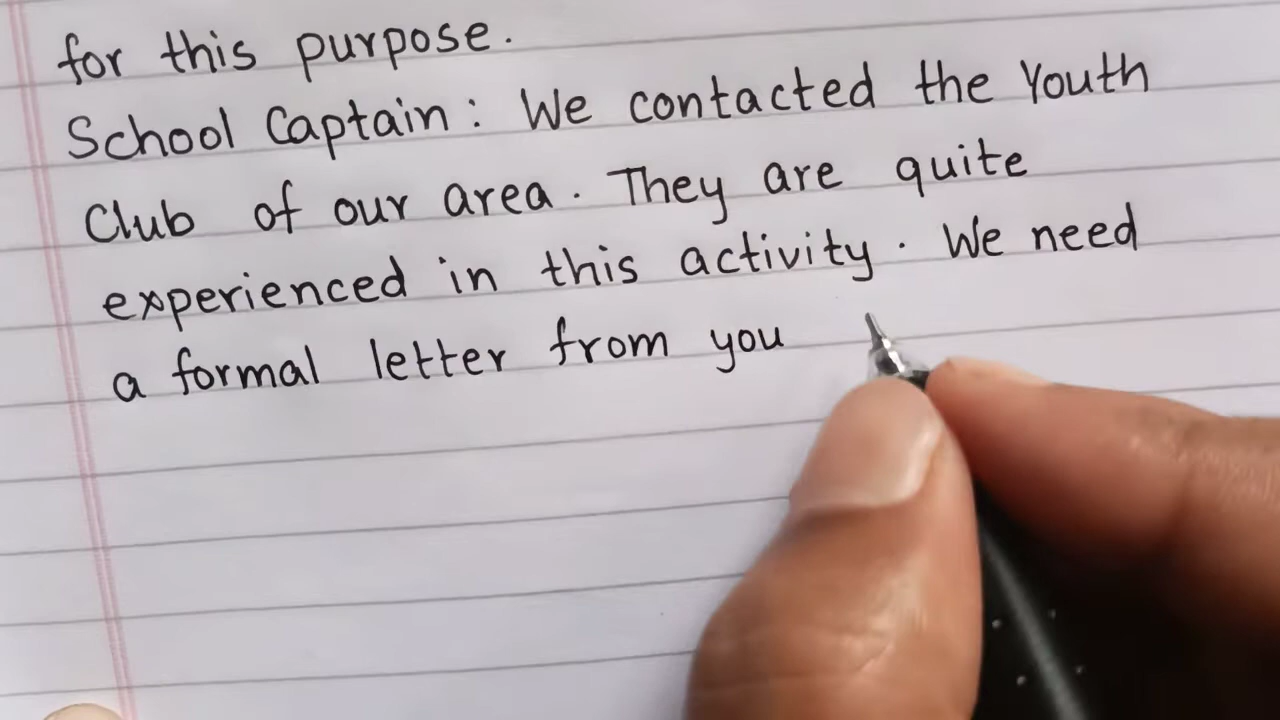 for this purpose.
School Captain: We contacted the Youth
Club of our area. They are quite
experienced in this activity. We need
a formal letter from you